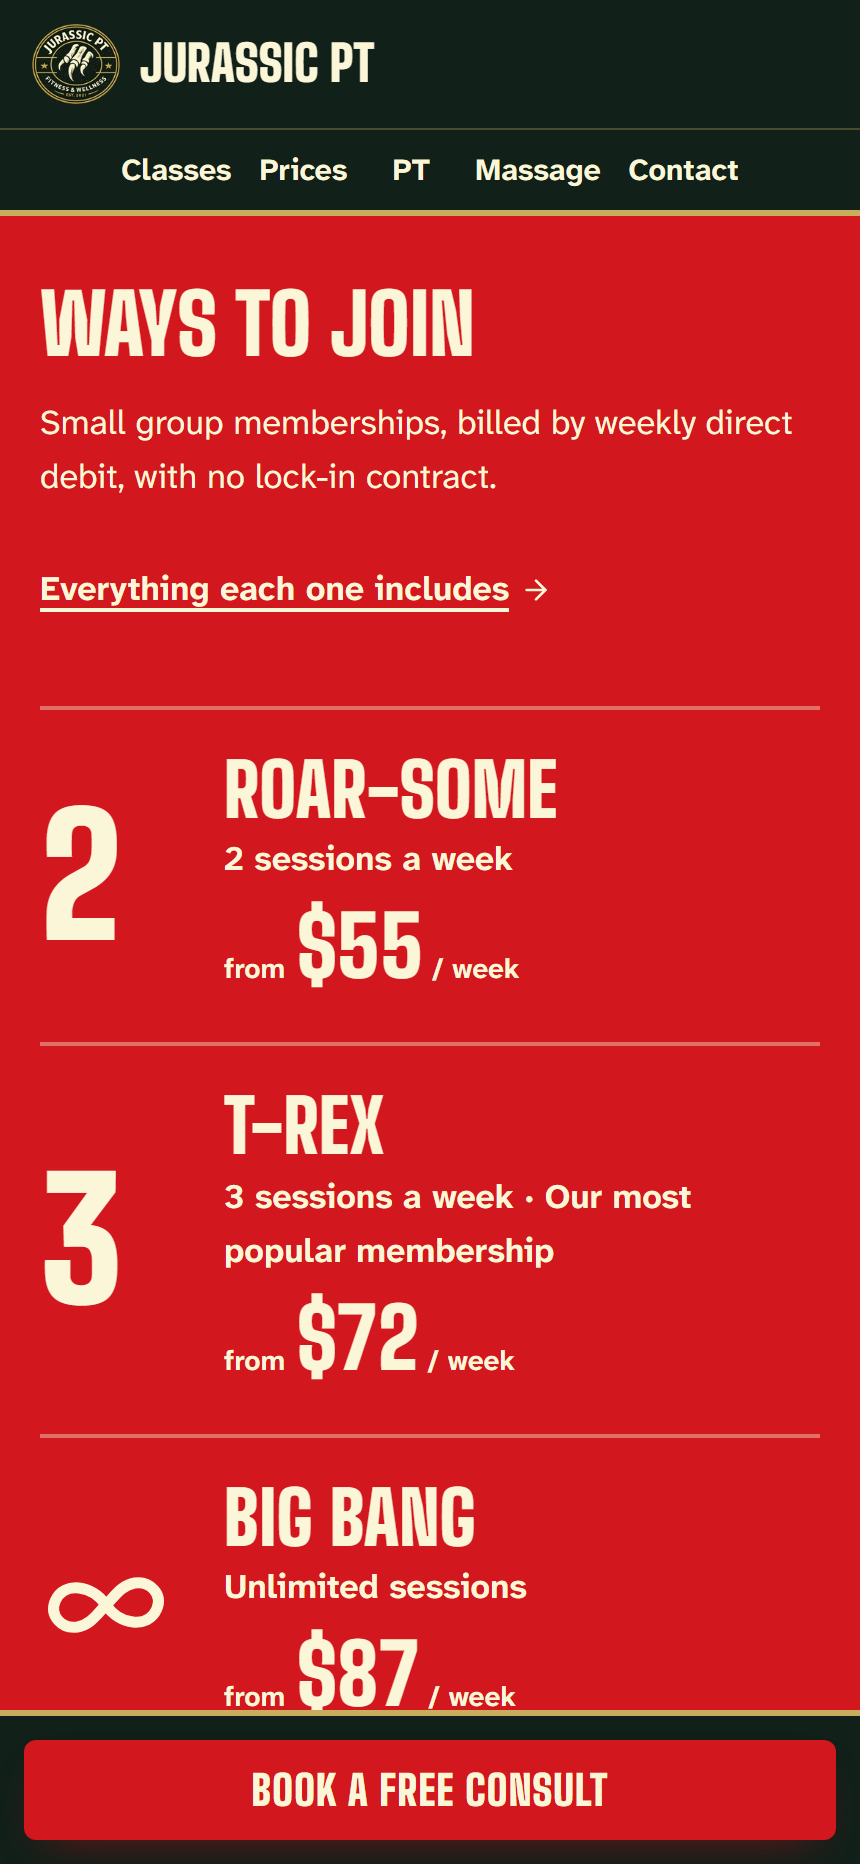 JURASSIC PT
FITNESS & WELLNESS
EST. 2021
JURASSIC PT
Classes Prices PT Massage Contact
WAYS TO JOIN
Small group memberships, billed by weekly direct
debit, with no lock-in contract.
Everything each one includes →
2
ROAR-SOME
2 sessions a week
from $55 / week
3
T-REX
3 sessions a week · Our most
popular membership
from $72 / week
∞
BIG BANG
Unlimited sessions
from $87 / week
BOOK A FREE CONSULT